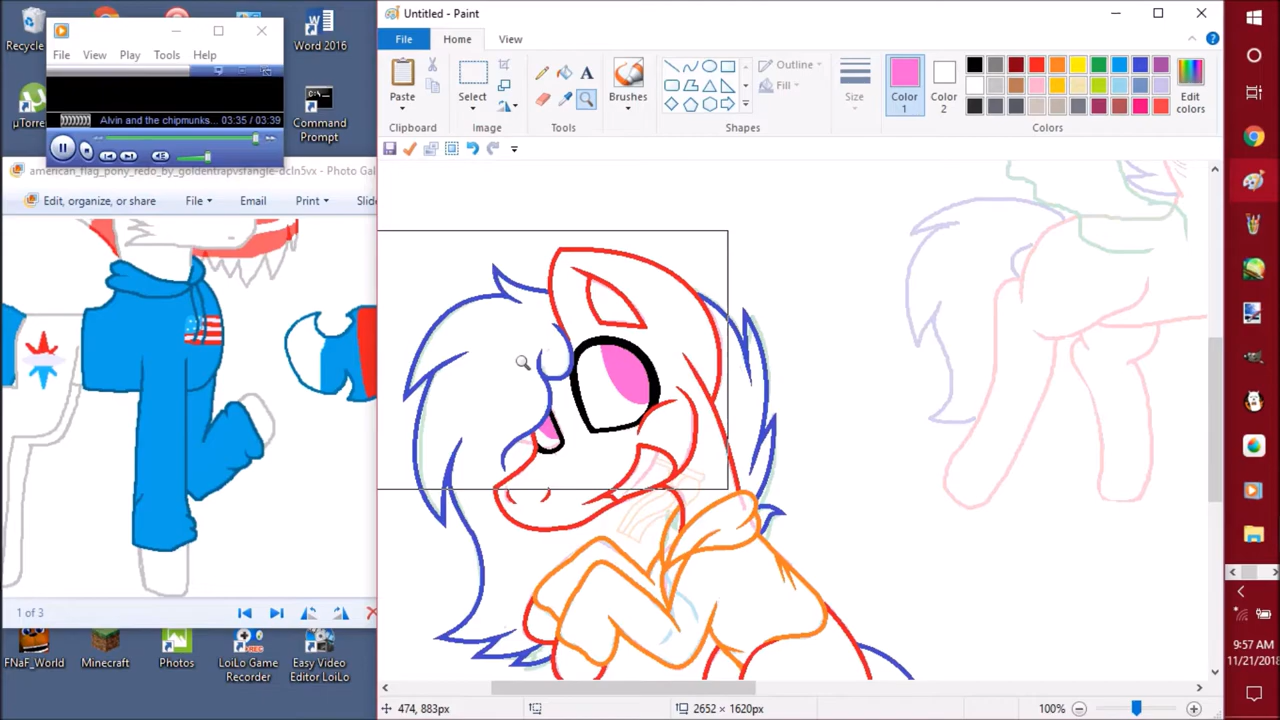 Recycle
Word 2016
File View Play Tools Help
Alvin and the chipmunks... 03:35 / 03:39
µTorre
Command
Prompt
american_flag_pony_redo_by_goldentrapvsfangle-dcln5vx - Photo Gal
Edit, organize, or share File Email Print Slide
1 of 3
FNaF_World
Minecraft
Photos
LoiLo Game
Recorder
Easy Video
Editor LoiLo
Untitled - Paint
File Home View
Paste
Select
Brushes
Outline
Fill
Size
Color
1
Color
2
Edit
colors
Clipboard Image Tools Shapes Colors
474, 883px
2652 × 1620px
100%
9:57 AM
11/21/2018